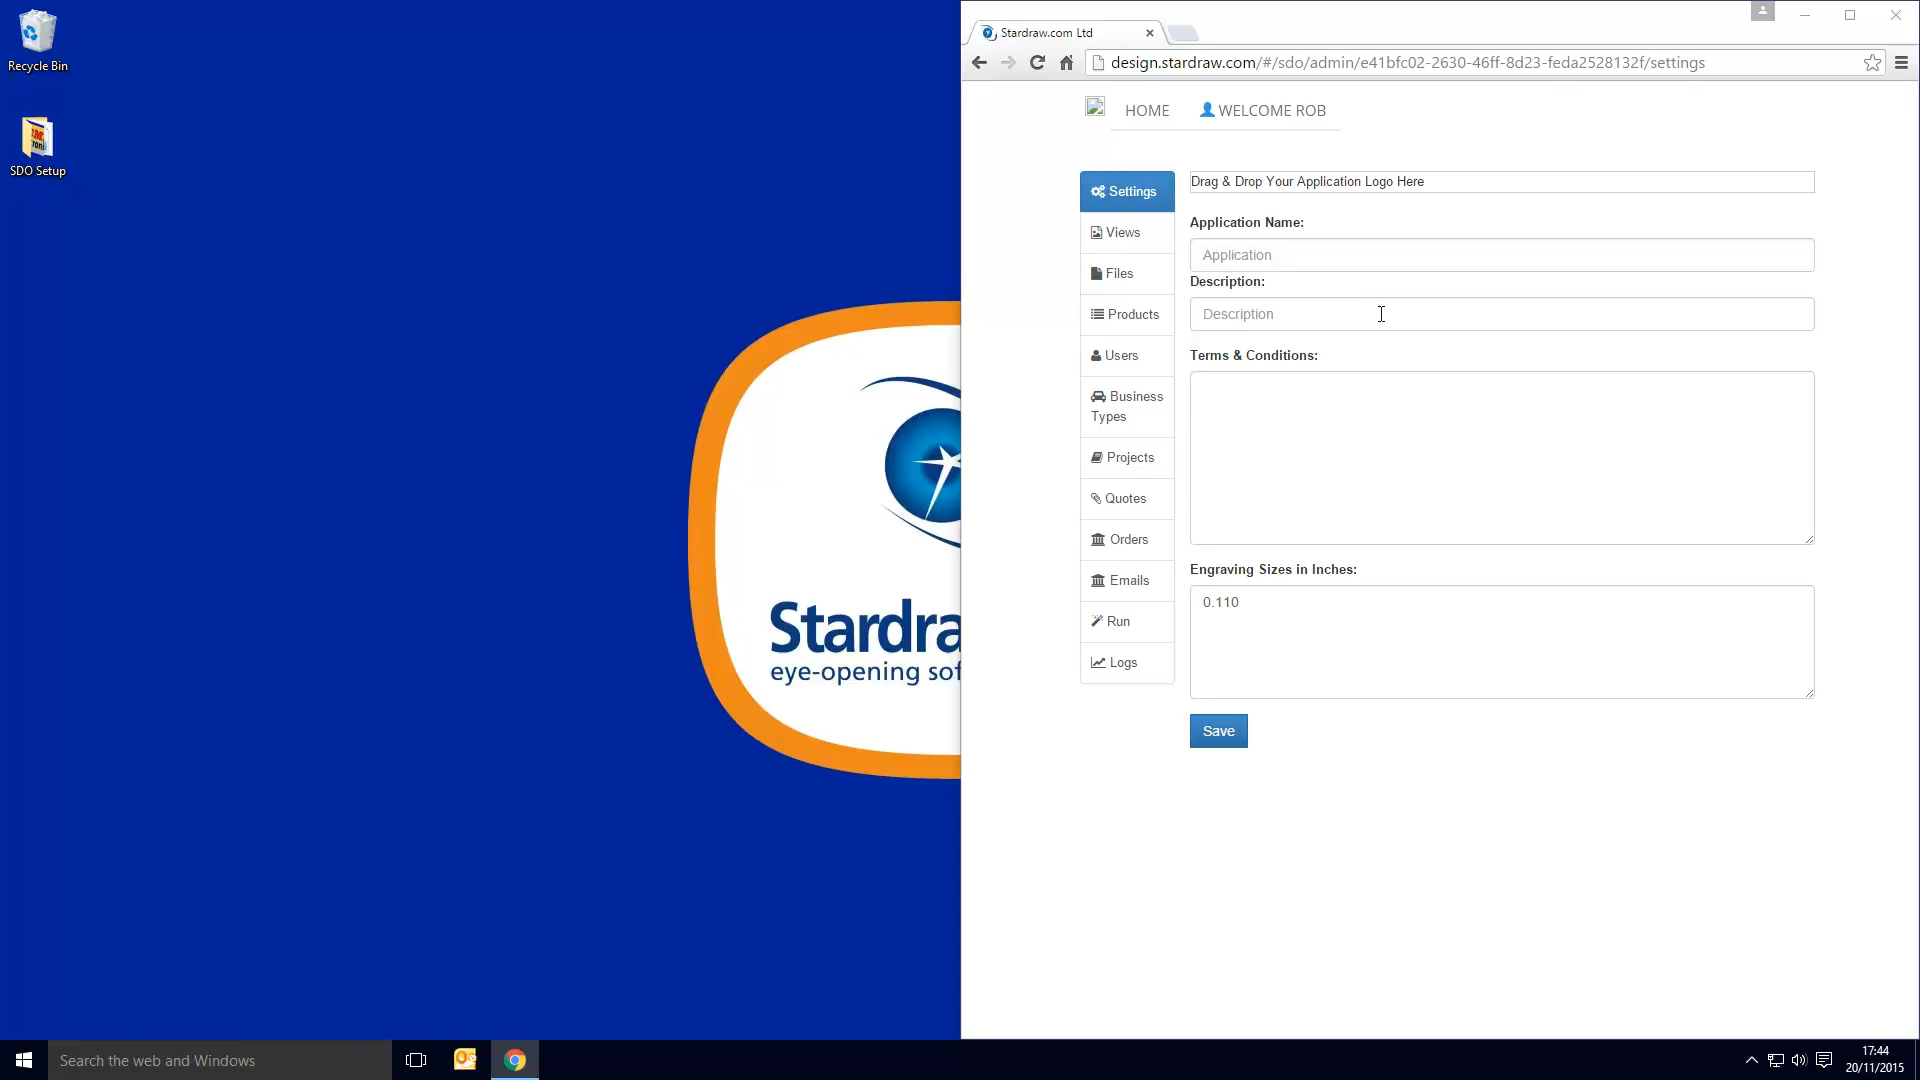 Recycle Bin
SDO Setup
Stardra
eye-opening sof
Stardraw.com Ltd
design.stardraw.com/#/sdo/admin/e41bfc02-2630-46ff-8d23-feda2528132f/settings
HOME
WELCOME ROB
Settings
Views
Files
Products
Users
Business
Types
Projects
Quotes
Orders
Emails
Run
Logs
Drag & Drop Your Application Logo Here
Application Name:
Application
Description:
Description
Terms & Conditions:
Engraving Sizes in Inches:
0.110
Save
Search the web and Windows
17:44
20/11/2015